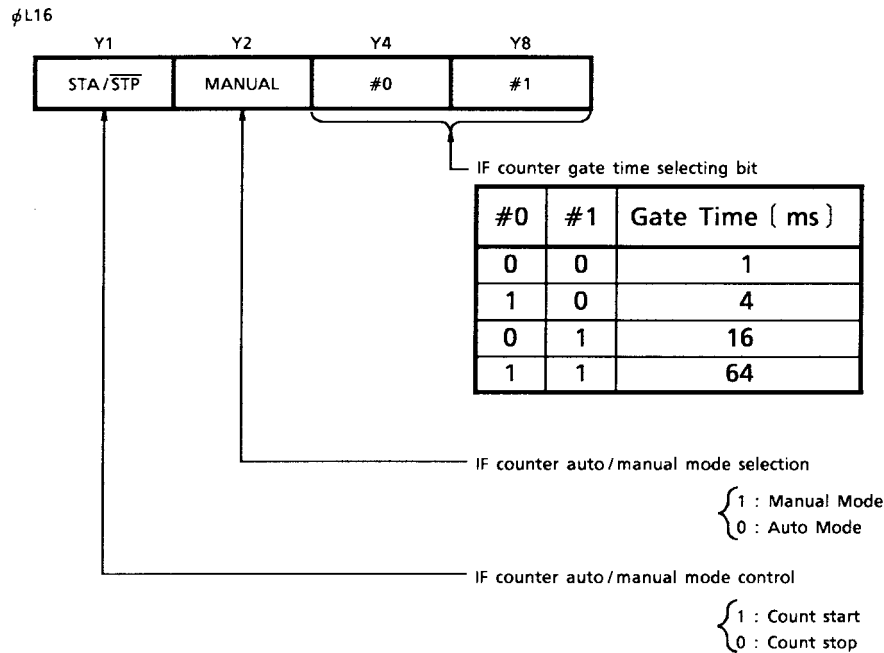 φL16
Y1 Y2 Y4 Y8
STA/S̅T̅P̅ MANUAL #0 #1
IF counter gate time selecting bit
#0 #1 Gate Time ( ms )
0 0 1
1 0 4
0 1 16
1 1 64
IF counter auto/manual mode selection
1 : Manual Mode
0 : Auto Mode
IF counter auto/manual mode control
1 : Count start
0 : Count stop